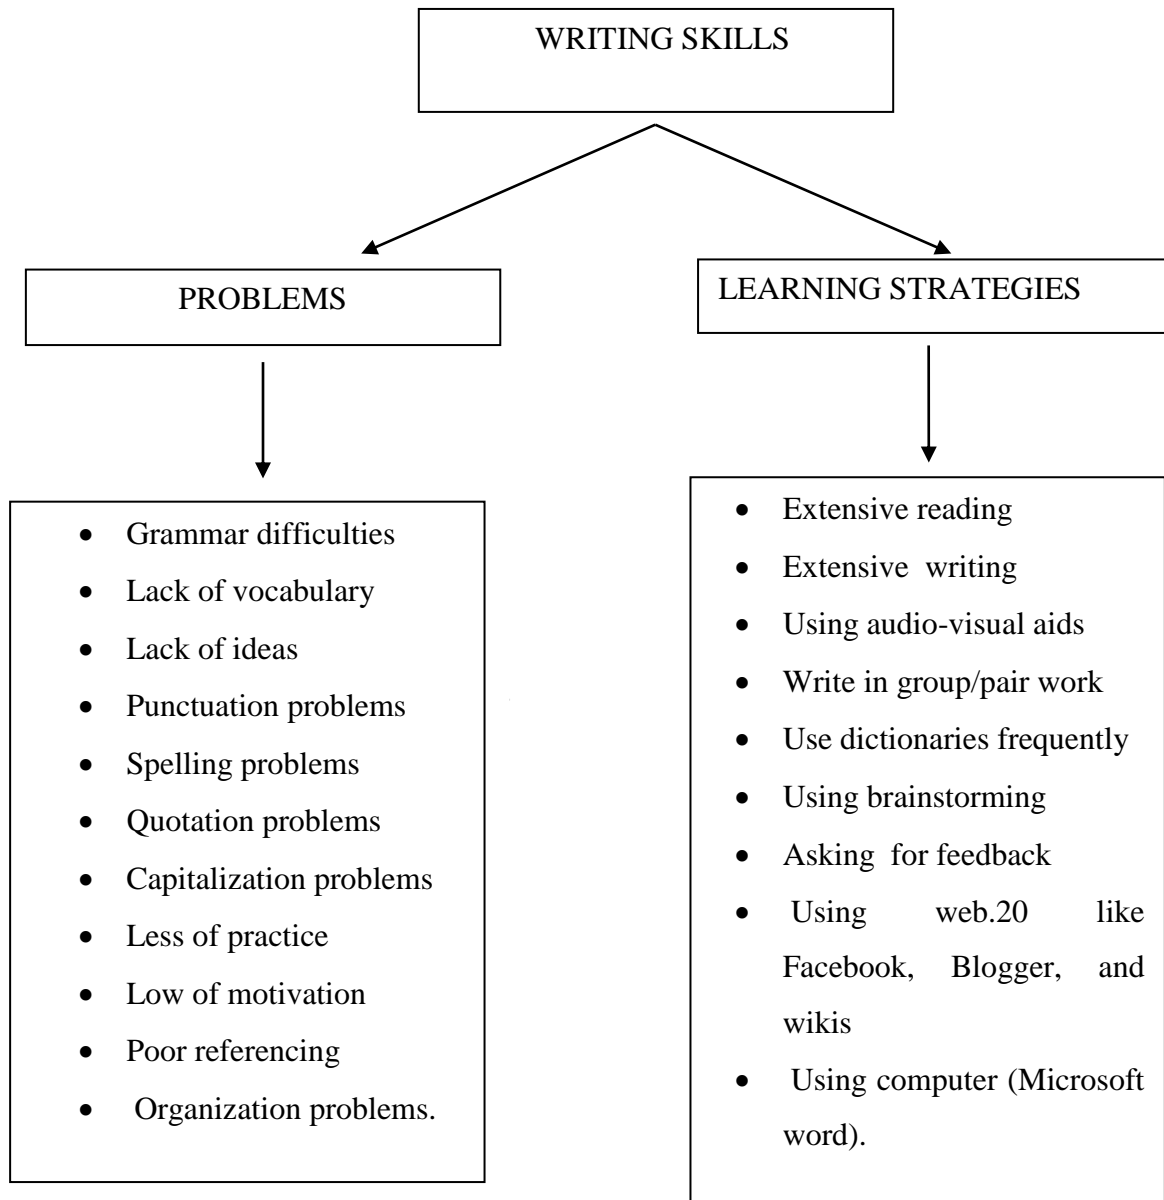 WRITING SKILLS
PROBLEMS
LEARNING STRATEGIES
• Grammar difficulties
• Lack of vocabulary
• Lack of ideas
• Punctuation problems
• Spelling problems
• Quotation problems
• Capitalization problems
• Less of practice
• Low of motivation
• Poor referencing
• Organization problems.
• Extensive reading
• Extensive writing
• Using audio-visual aids
• Write in group/pair work
• Use dictionaries frequently
• Using brainstorming
• Asking for feedback
• Using web.20 like
Facebook, Blogger, and
wikis
• Using computer (Microsoft
word).